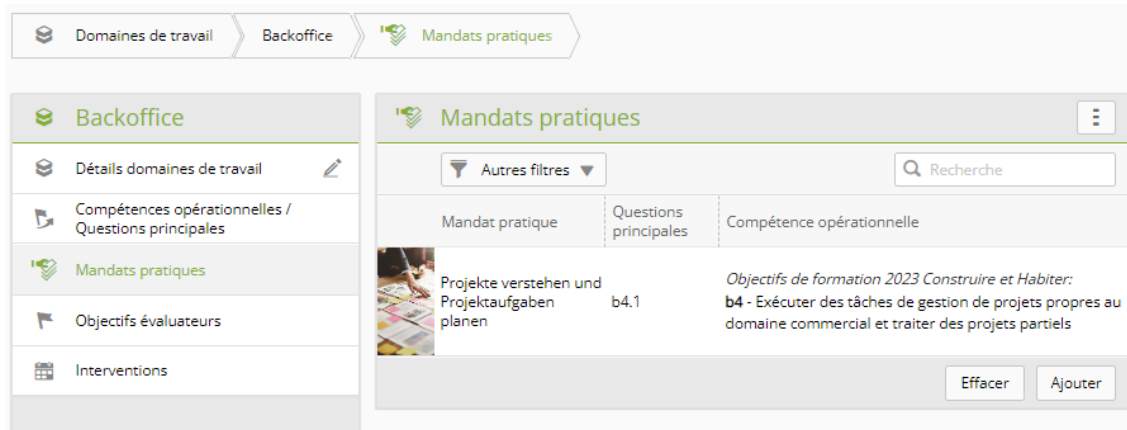 Domaines de travail
Backoffice
Mandats pratiques
Backoffice
Détails domaines de travail
Compétences opérationnelles /
Questions principales
Mandats pratiques
Objectifs évaluateurs
Interventions
Mandats pratiques
Autres filtres
Recherche
Mandat pratique
Questions
principales
Compétence opérationnelle
Projekte verstehen und
Projektaufgaben
planen
b4.1
Objectifs de formation 2023 Construire et Habiter:
b4 - Exécuter des tâches de gestion de projets propres au
domaine commercial et traiter des projets partiels
Effacer
Ajouter